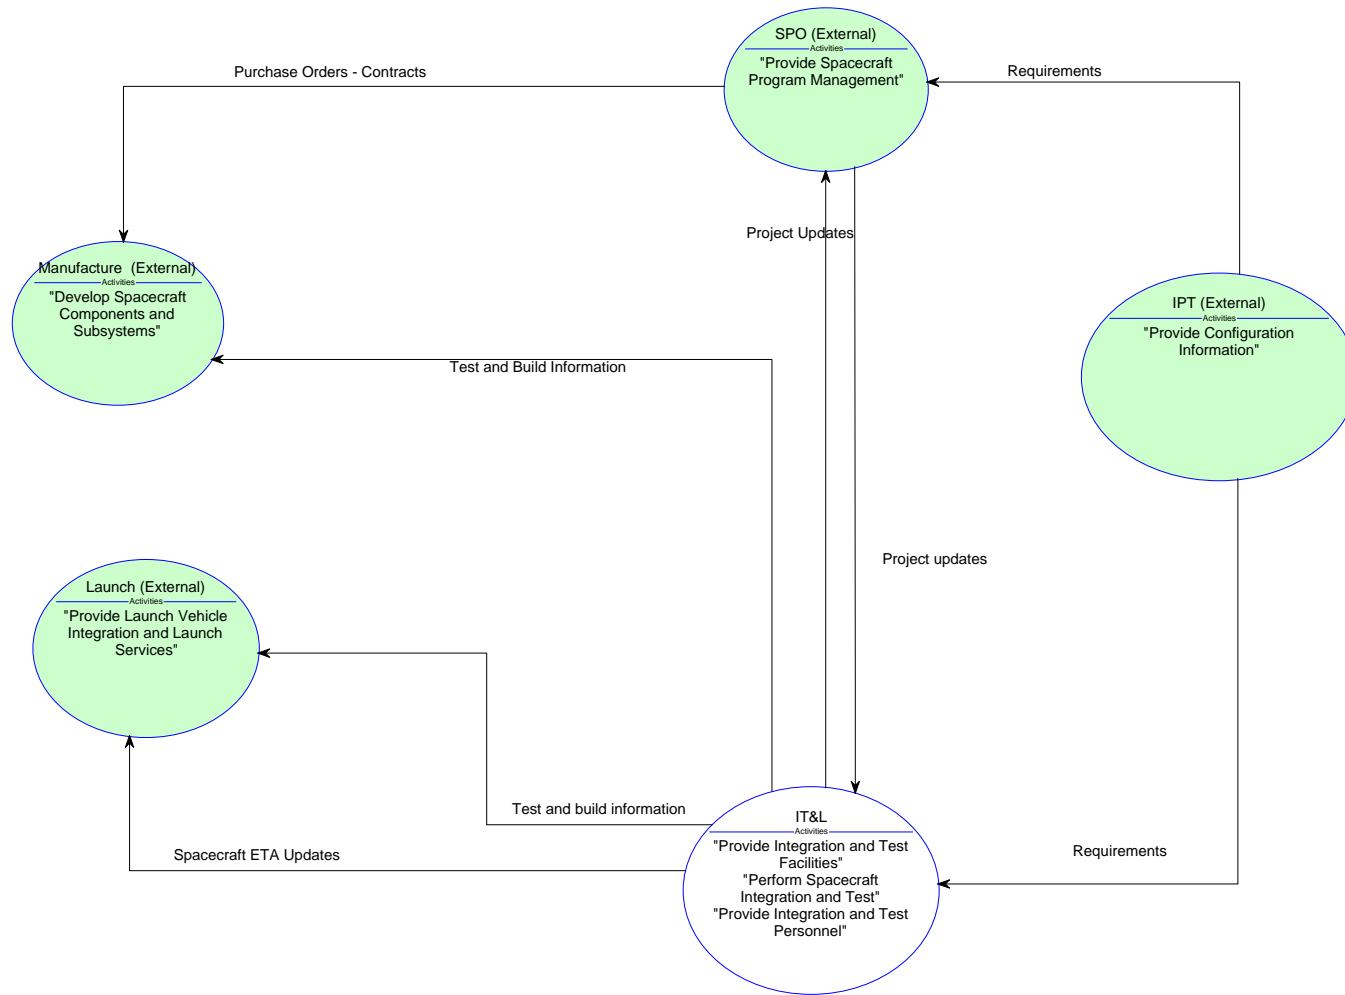 SPO (External)
Activities
"Provide Spacecraft
Program Management"
Purchase Orders - Contracts
Requirements
Project Updates
Manufacture  (External)
Activities
"Develop Spacecraft
Components and
Subsystems"
IPT (External)
Activities
"Provide Configuration
Information"
Test and Build Information
Project updates
Launch (External)
Activities
"Provide Launch Vehicle
Integration and Launch
Services"
Test and build information
Spacecraft ETA Updates
IT&L
Activities
"Provide Integration and Test
Facilities"
"Perform Spacecraft
Integration and Test"
"Provide Integration and Test
Personnel"
Requirements